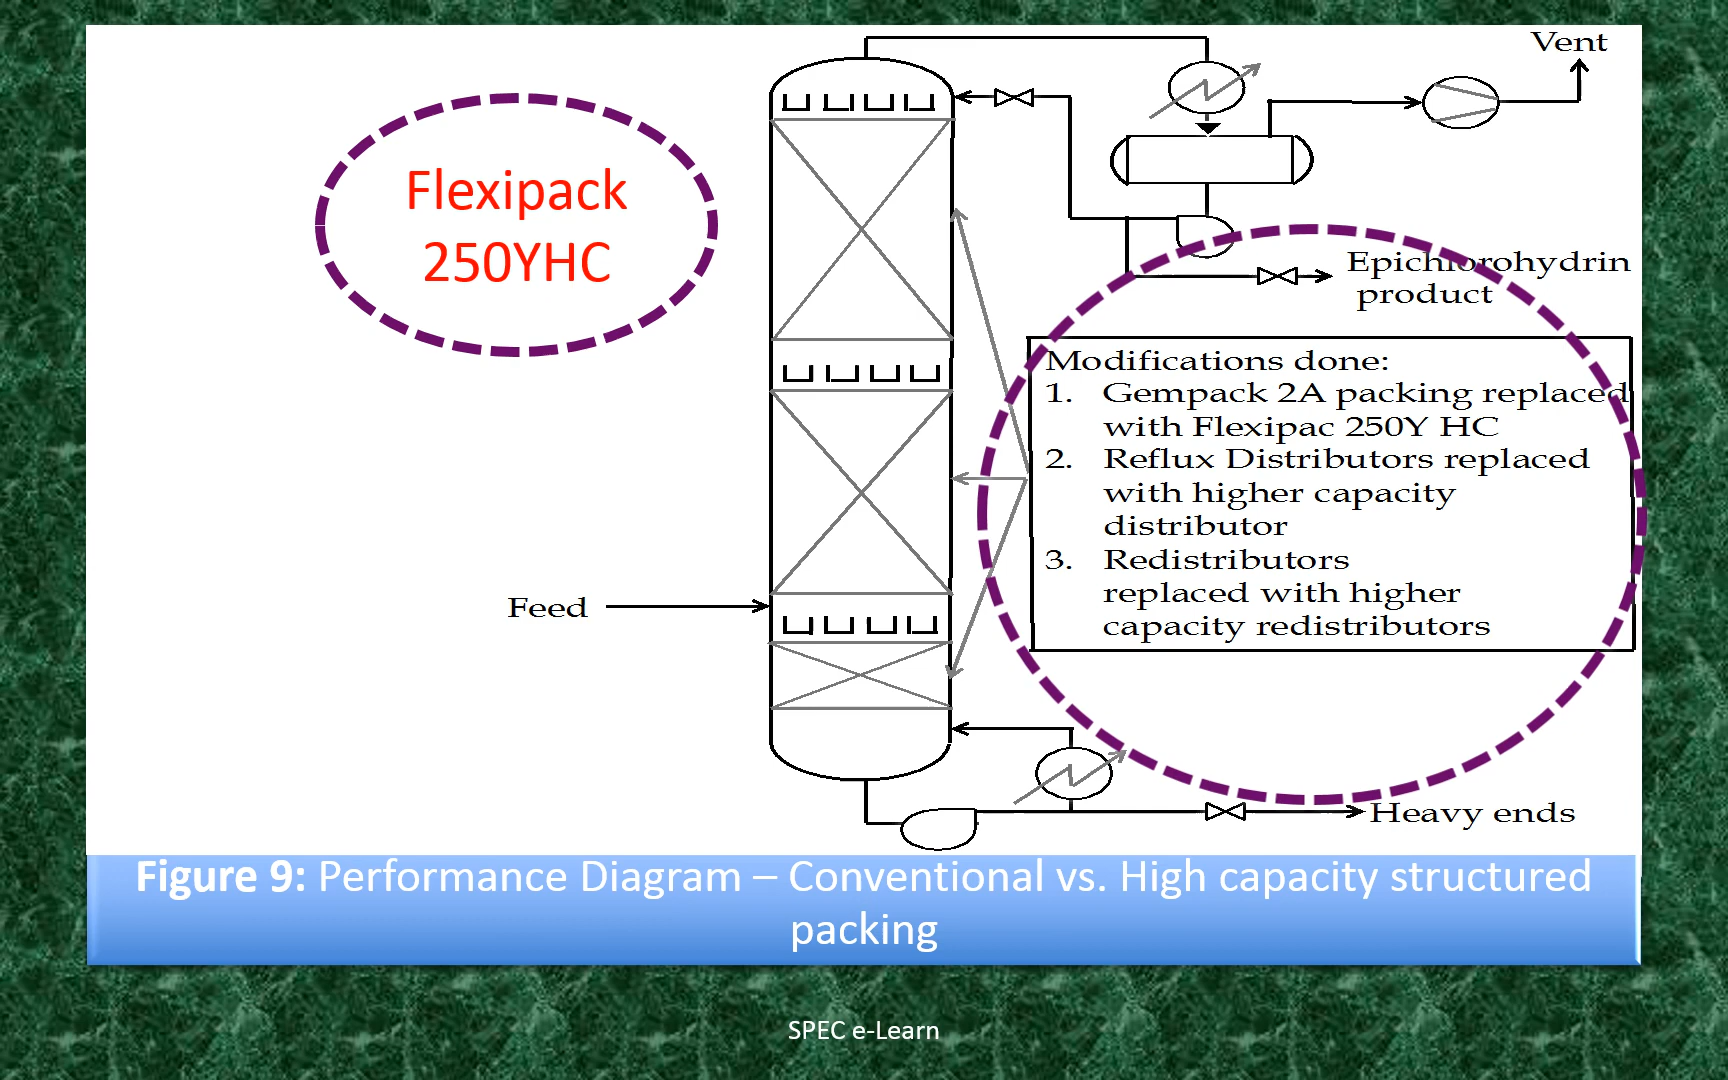 Vent
Flexipack
250YHC
Epichlorohydrin
product
Modifications done:
1. Gempack 2A packing replaced
with Flexipac 250Y HC
2. Reflux Distributors replaced
with higher capacity
distributor
3. Redistributors
replaced with higher
capacity redistributors
Feed
Heavy ends
Figure 9: Performance Diagram – Conventional vs. High capacity structured
packing
SPEC e-Learn